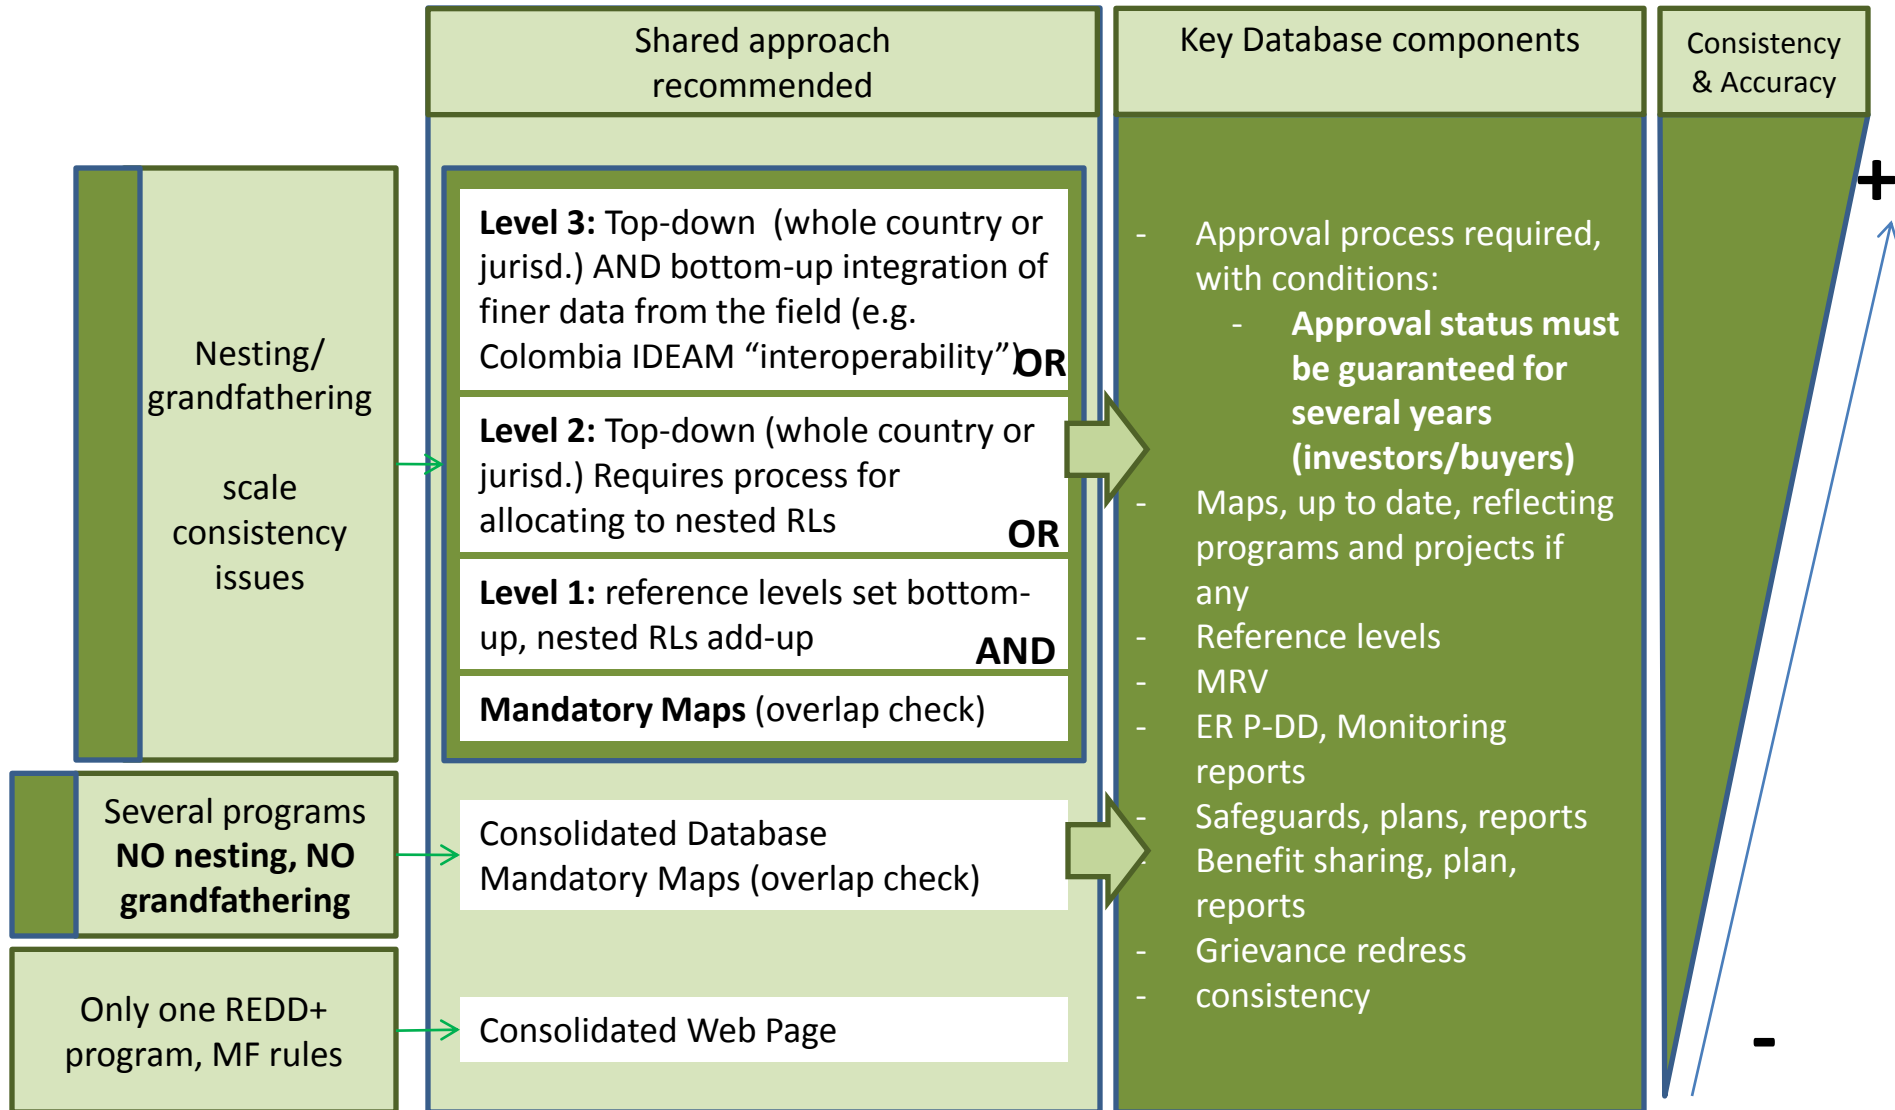 Shared approach
recommended
Key Database components
Consistency
& Accuracy
Nesting/
grandfathering
scale
consistency
issues
Level 3: Top-down  (whole country or
jurisd.) AND bottom-up integration of
finer data from the field (e.g.
Colombia IDEAM “interoperability”)
OR
Level 2: Top-down (whole country or
jurisd.) Requires process for
allocating to nested RLs
OR
Level 1: reference levels set bottom-
up, nested RLs add-up
AND
Mandatory Maps (overlap check)
Several programs
NO nesting, NO
grandfathering
Consolidated Database
Mandatory Maps (overlap check)
Only one REDD+
program, MF rules
Consolidated Web Page
- Approval process required,
with conditions:
- Approval status must
be guaranteed for
several years
(investors/buyers)
- Maps, up to date, reflecting
programs and projects if
any
- Reference levels
- MRV
- ER P-DD, Monitoring
reports
- Safeguards, plans, reports
- Benefit sharing, plan,
reports
- Grievance redress
- consistency
+
-